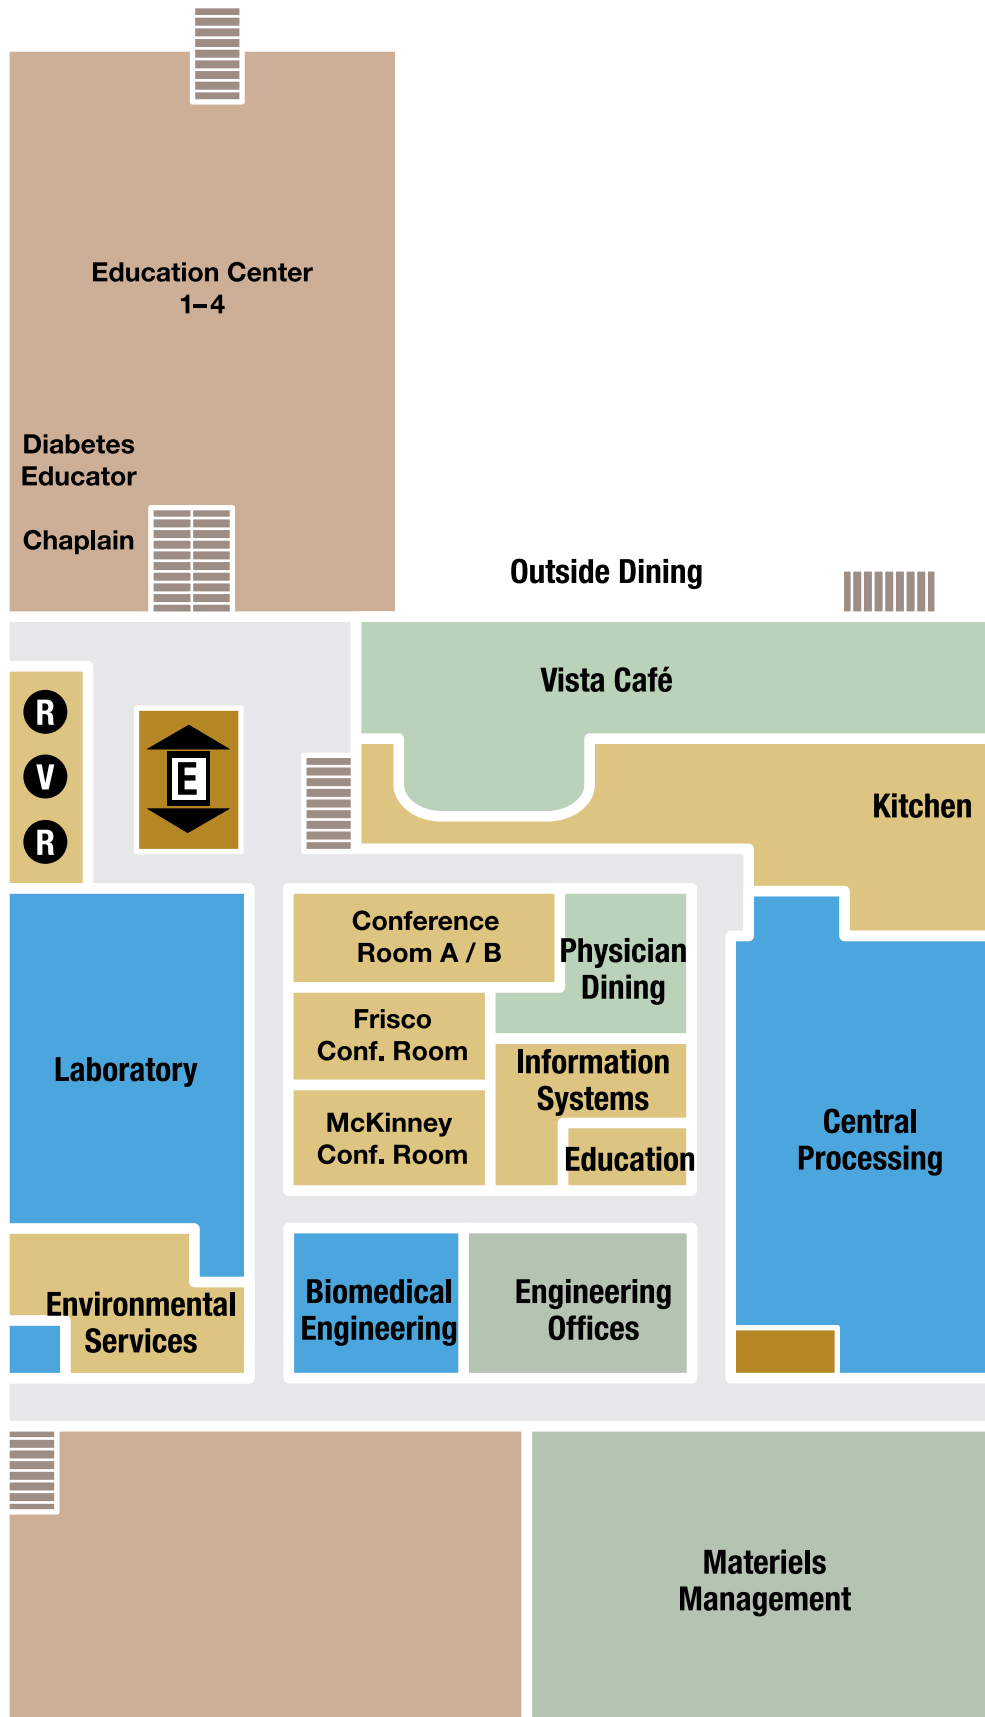 Education Center
1–4
Diabetes
Educator
Chaplain
Outside Dining
Vista Café
R
V
R
E
Kitchen
Conference
Room A / B
Physician
Dining
Frisco
Conf. Room
Laboratory
Information
Systems
McKinney
Conf. Room
Education
Central
Processing
Environmental
Services
Biomedical
Engineering
Engineering
Offices
Materiels
Management